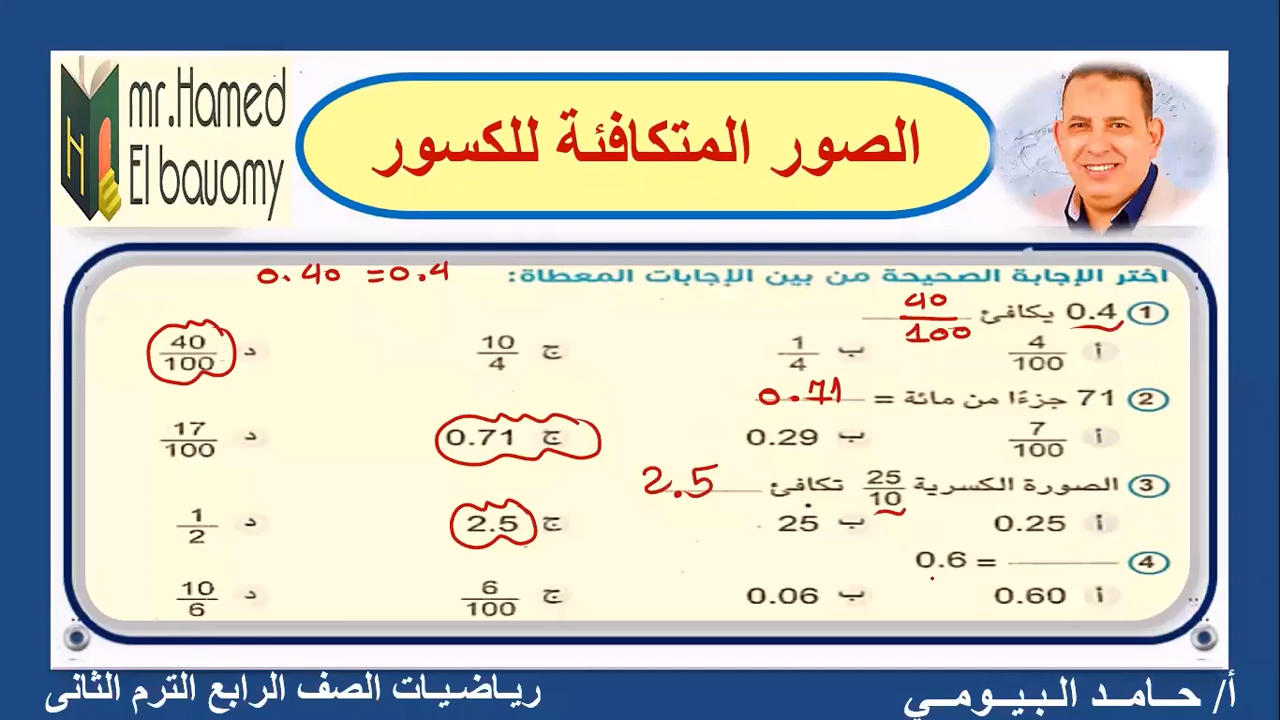 mr.Hamed
El bauomy
H
الصور المتكافئة للكسور
اختر الإجابة الصحيحة من بين الإجابات المعطاة:
0.40 = 0.4
1 0.4 يكافئ 40/100
أ 4/100 ب 1/4 ج 10/4 د 40/100
2 71 جزءًا من مائة = 0.71
أ 7/100 ب 0.29 ج 0.71 د 17/100
3 الصورة الكسرية 25/10 تكافئ 2.5
أ 0.25 ب 25 ج 2.5 د 1/2
4 ـــــــــ = 0.6
أ 0.60 ب 0.06 ج 6/100 د 10/6
أ/ حامد البيومي
رياضيات الصف الرابع الترم الثانى